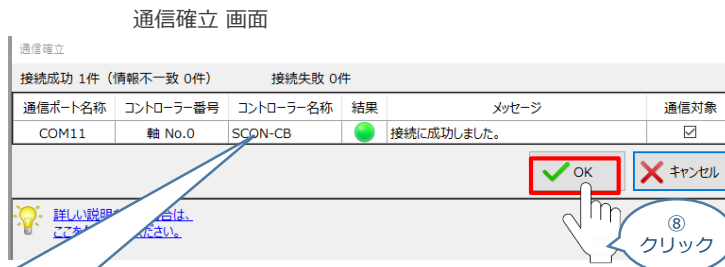 通信確立 画面
通信確立
接続成功 1件（情報不一致 0件） 接続失敗 0件
通信ポート名称 コントローラー番号 コントローラー名称 結果 メッセージ 通信対象
COM11 軸 No.0 SCON-CB 接続に成功しました。
OK キャンセル
詳しい説明 合は、
ここを ください。
⑧
クリック